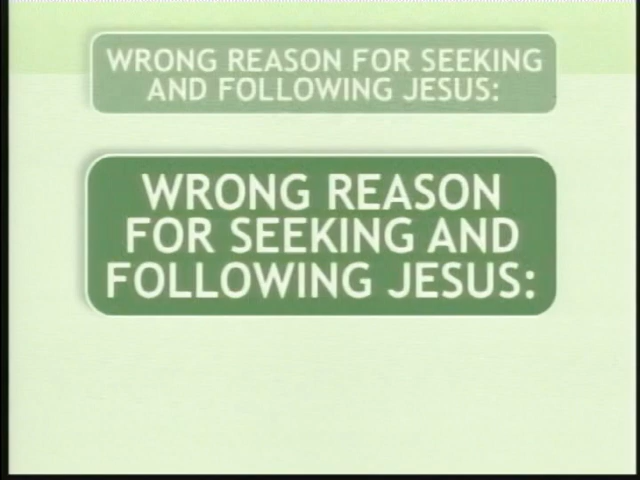 WRONG REASON FOR SEEKING
AND FOLLOWING JESUS:
WRONG REASON
FOR SEEKING AND
FOLLOWING JESUS: